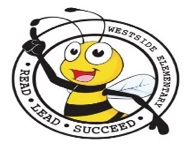 WESTSIDE ELEMENTARY
• READ • LEAD • SUCCEED •